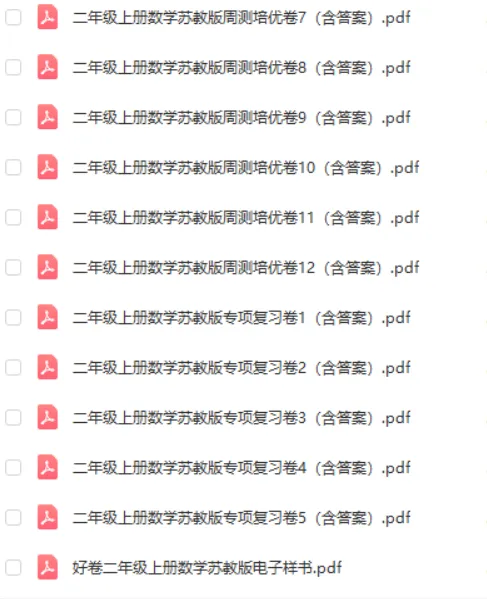 二年级上册数学苏教版周测培优卷7（含答案）.pdf
二年级上册数学苏教版周测培优卷8（含答案）.pdf
二年级上册数学苏教版周测培优卷9（含答案）.pdf
二年级上册数学苏教版周测培优卷10（含答案）.pdf
二年级上册数学苏教版周测培优卷11（含答案）.pdf
二年级上册数学苏教版周测培优卷12（含答案）.pdf
二年级上册数学苏教版专项复习卷1（含答案）.pdf
二年级上册数学苏教版专项复习卷2（含答案）.pdf
二年级上册数学苏教版专项复习卷3（含答案）.pdf
二年级上册数学苏教版专项复习卷4（含答案）.pdf
二年级上册数学苏教版专项复习卷5（含答案）.pdf
好卷二年级上册数学苏教版电子样书.pdf